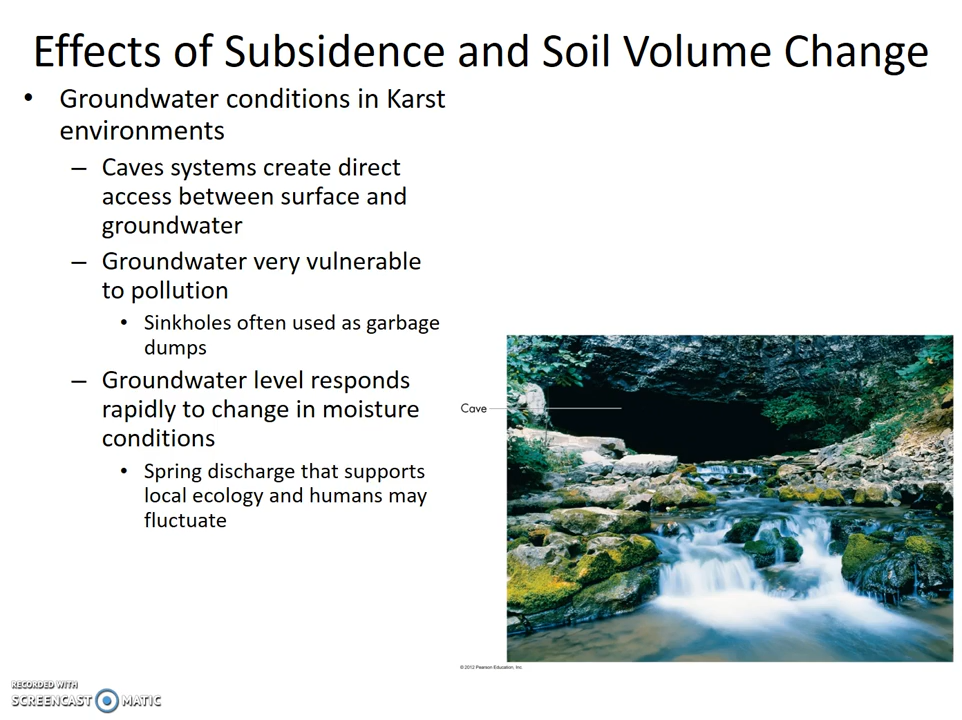 Effects of Subsidence and Soil Volume Change
• Groundwater conditions in Karst
environments
– Caves systems create direct
access between surface and
groundwater
– Groundwater very vulnerable
to pollution
• Sinkholes often used as garbage
dumps
– Groundwater level responds
rapidly to change in moisture
conditions
• Spring discharge that supports
local ecology and humans may
fluctuate
Cave
© 2012 Pearson Education, Inc.
RECORDED WITH
SCREENCAST MATIC